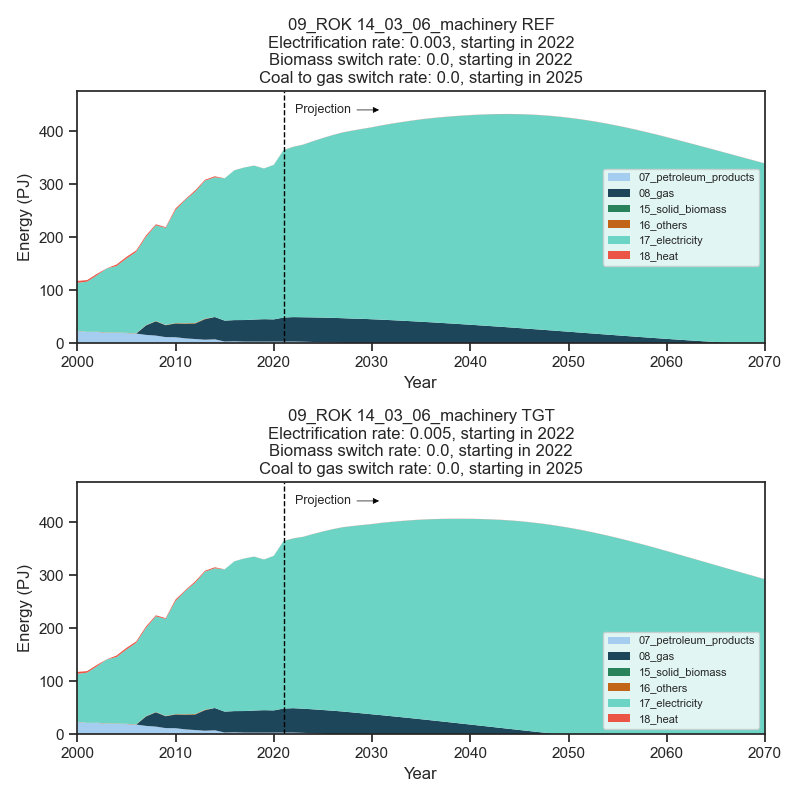 09_ROK 14_03_06_machinery REF
Electrification rate: 0.003, starting in 2022
Biomass switch rate: 0.0, starting in 2022
Coal to gas switch rate: 0.0, starting in 2025
Projection
400
300
200
100
0
Energy (PJ)
07_petroleum_products
08_gas
15_solid_biomass
16_others
17_electricity
18_heat
2000 2010 2020 2030 2040 2050 2060 2070
Year
09_ROK 14_03_06_machinery TGT
Electrification rate: 0.005, starting in 2022
Biomass switch rate: 0.0, starting in 2022
Coal to gas switch rate: 0.0, starting in 2025
Projection
400
300
200
100
0
Energy (PJ)
07_petroleum_products
08_gas
15_solid_biomass
16_others
17_electricity
18_heat
2000 2010 2020 2030 2040 2050 2060 2070
Year